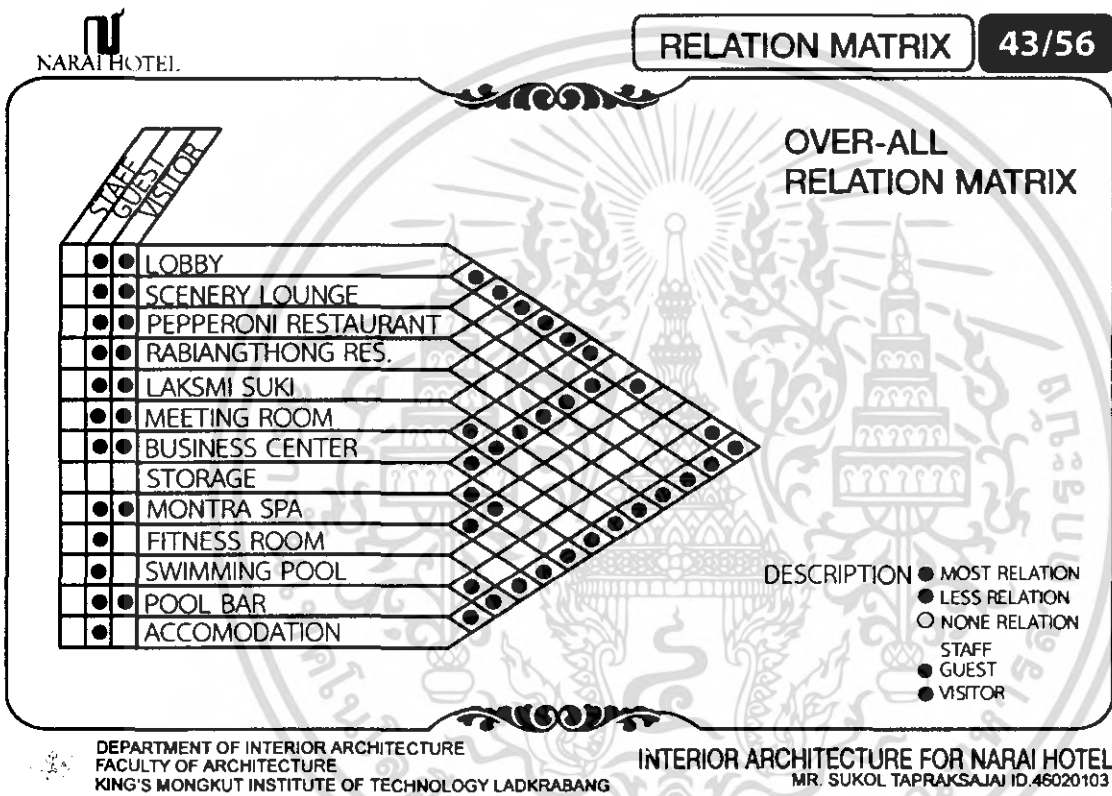 NARAI HOTEL
RELATION MATRIX
43/56
OVER-ALL
RELATION MATRIX
STAFF
GUEST
VISITOR
LOBBY
SCENERY LOUNGE
PEPPERONI RESTAURANT
RABIANGTHONG RES.
LAKSMI SUKI
MEETING ROOM
BUSINESS CENTER
STORAGE
MONTRA SPA
FITNESS ROOM
SWIMMING POOL
POOL BAR
ACCOMODATION
DESCRIPTION
MOST RELATION
LESS RELATION
NONE RELATION
STAFF
GUEST
VISITOR
DEPARTMENT OF INTERIOR ARCHITECTURE
FACULTY OF ARCHITECTURE
KING'S MONGKUT INSTITUTE OF TECHNOLOGY LADKRABANG
INTERIOR ARCHITECTURE FOR NARAI HOTEL
MR. SUKOL TAPRAKSAJAI ID.46020103